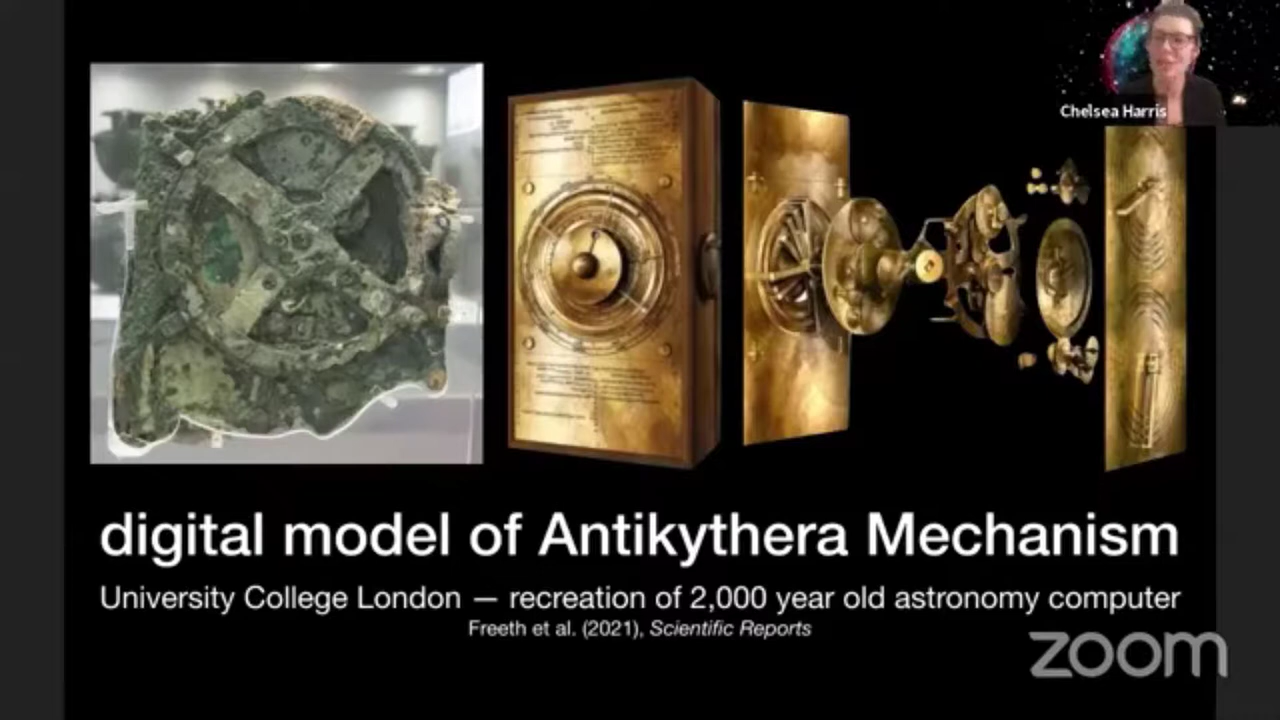 Chelsea Harris
digital model of Antikythera Mechanism
University College London — recreation of 2,000 year old astronomy computer
Freeth et al. (2021), Scientific Reports
zoom